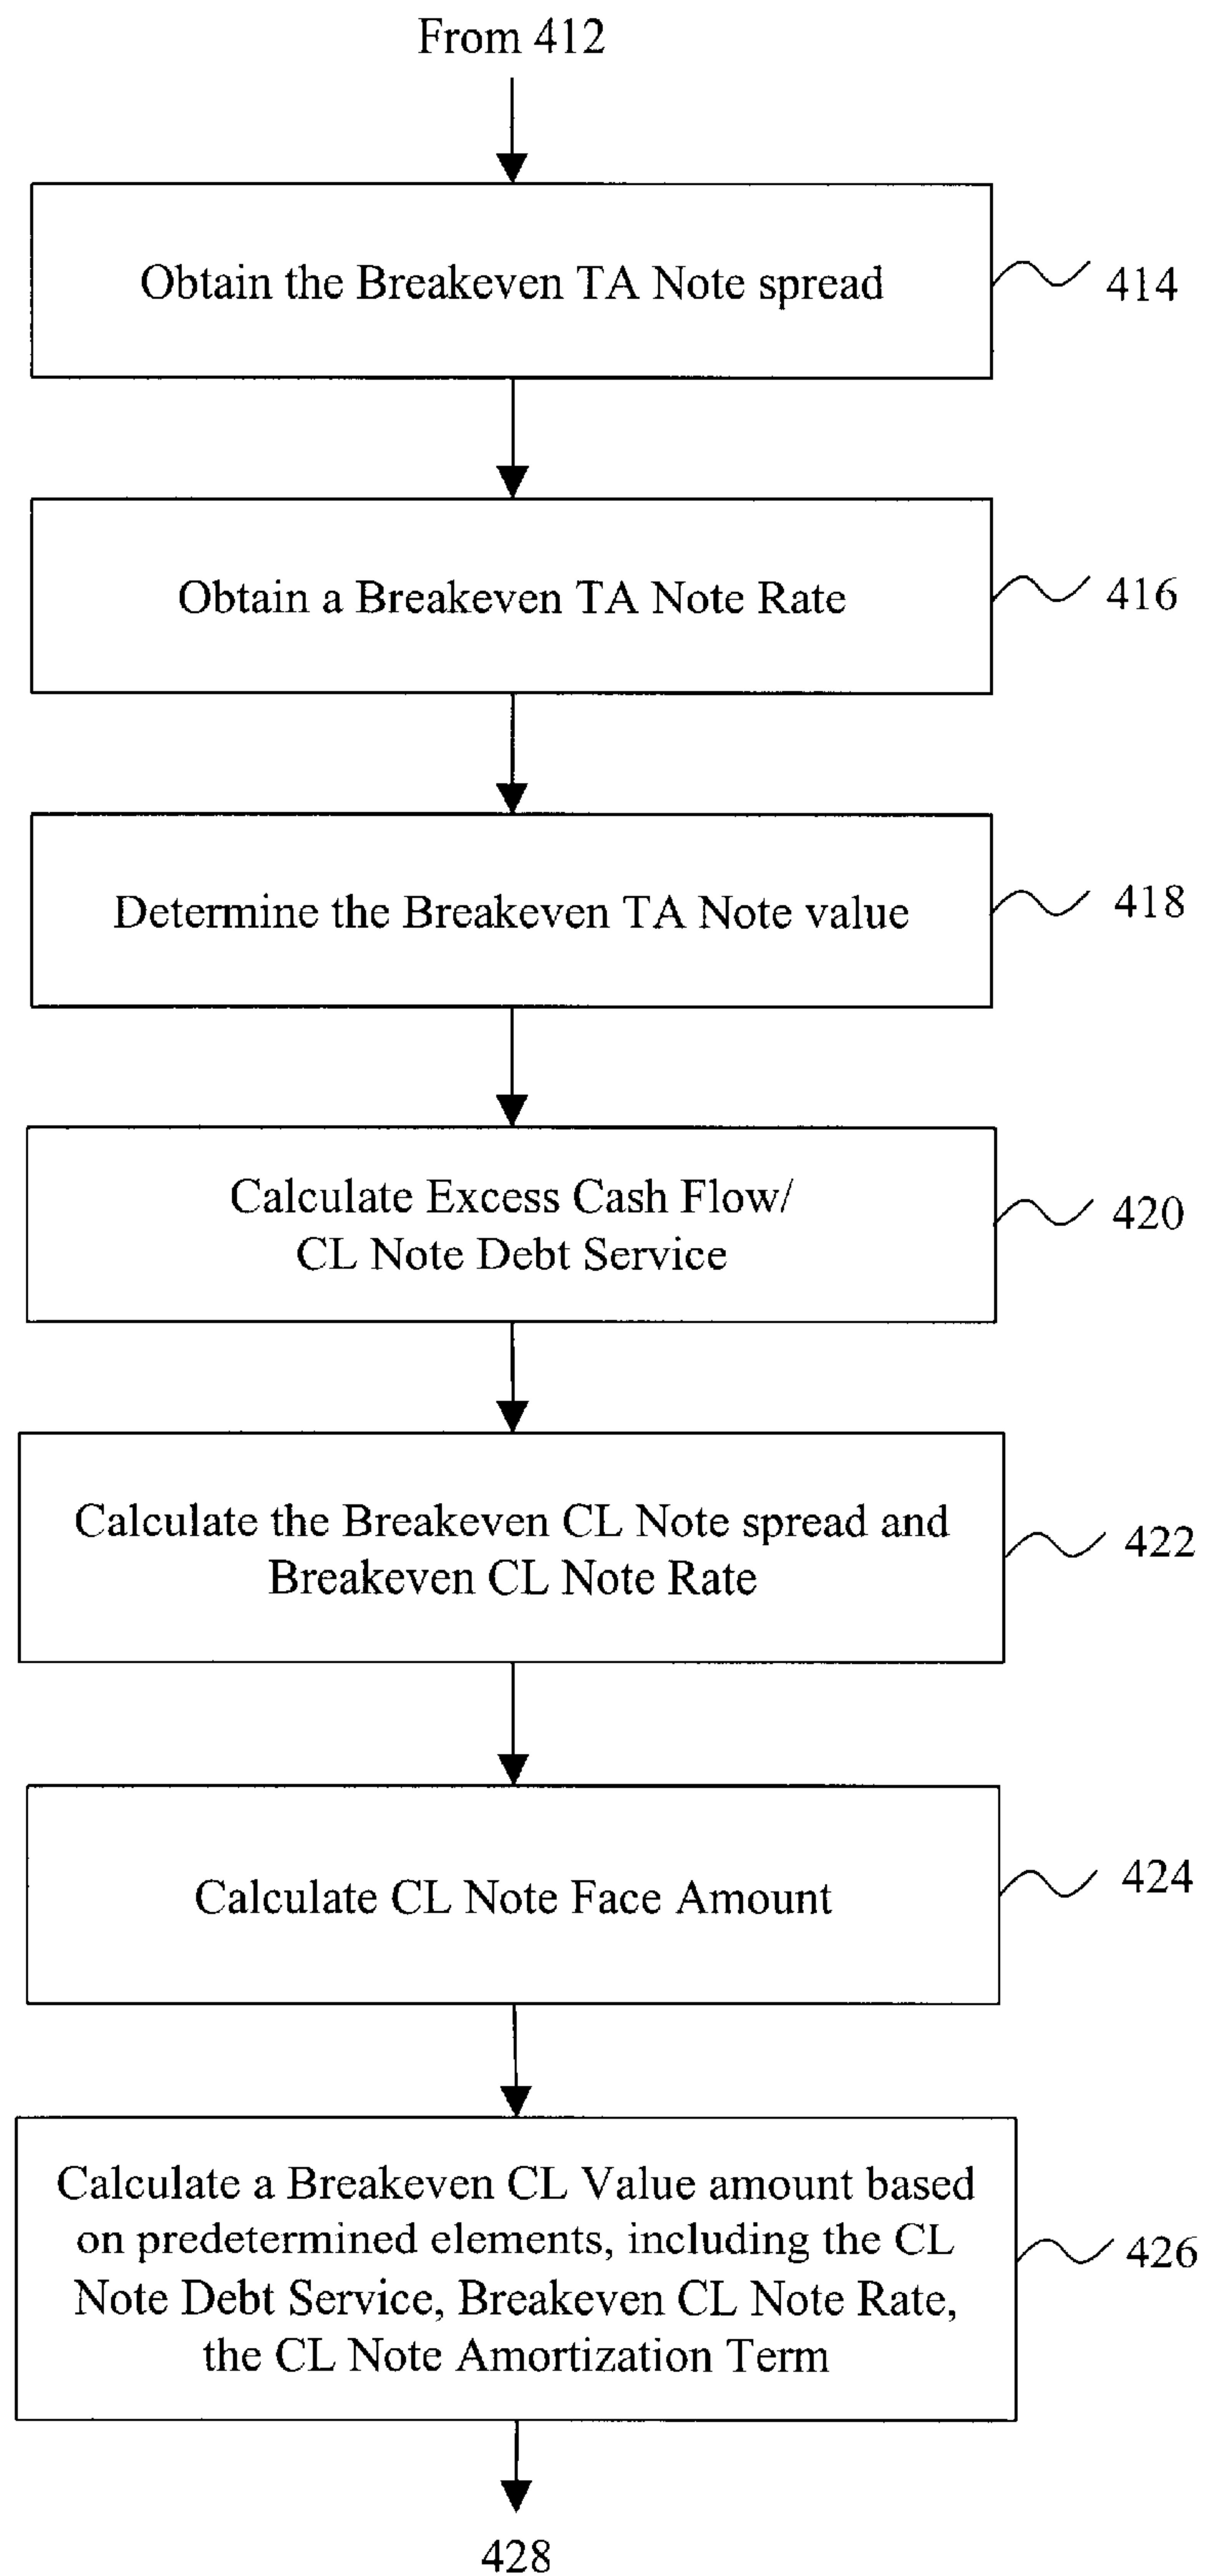 From 412
Obtain the Breakeven TA Note spread
414
Obtain a Breakeven TA Note Rate
416
Determine the Breakeven TA Note value
418
Calculate Excess Cash Flow/
CL Note Debt Service
420
Calculate the Breakeven CL Note spread and
Breakeven CL Note Rate
422
Calculate CL Note Face Amount
424
Calculate a Breakeven CL Value amount based
on predetermined elements, including the CL
Note Debt Service, Breakeven CL Note Rate,
the CL Note Amortization Term
426
428